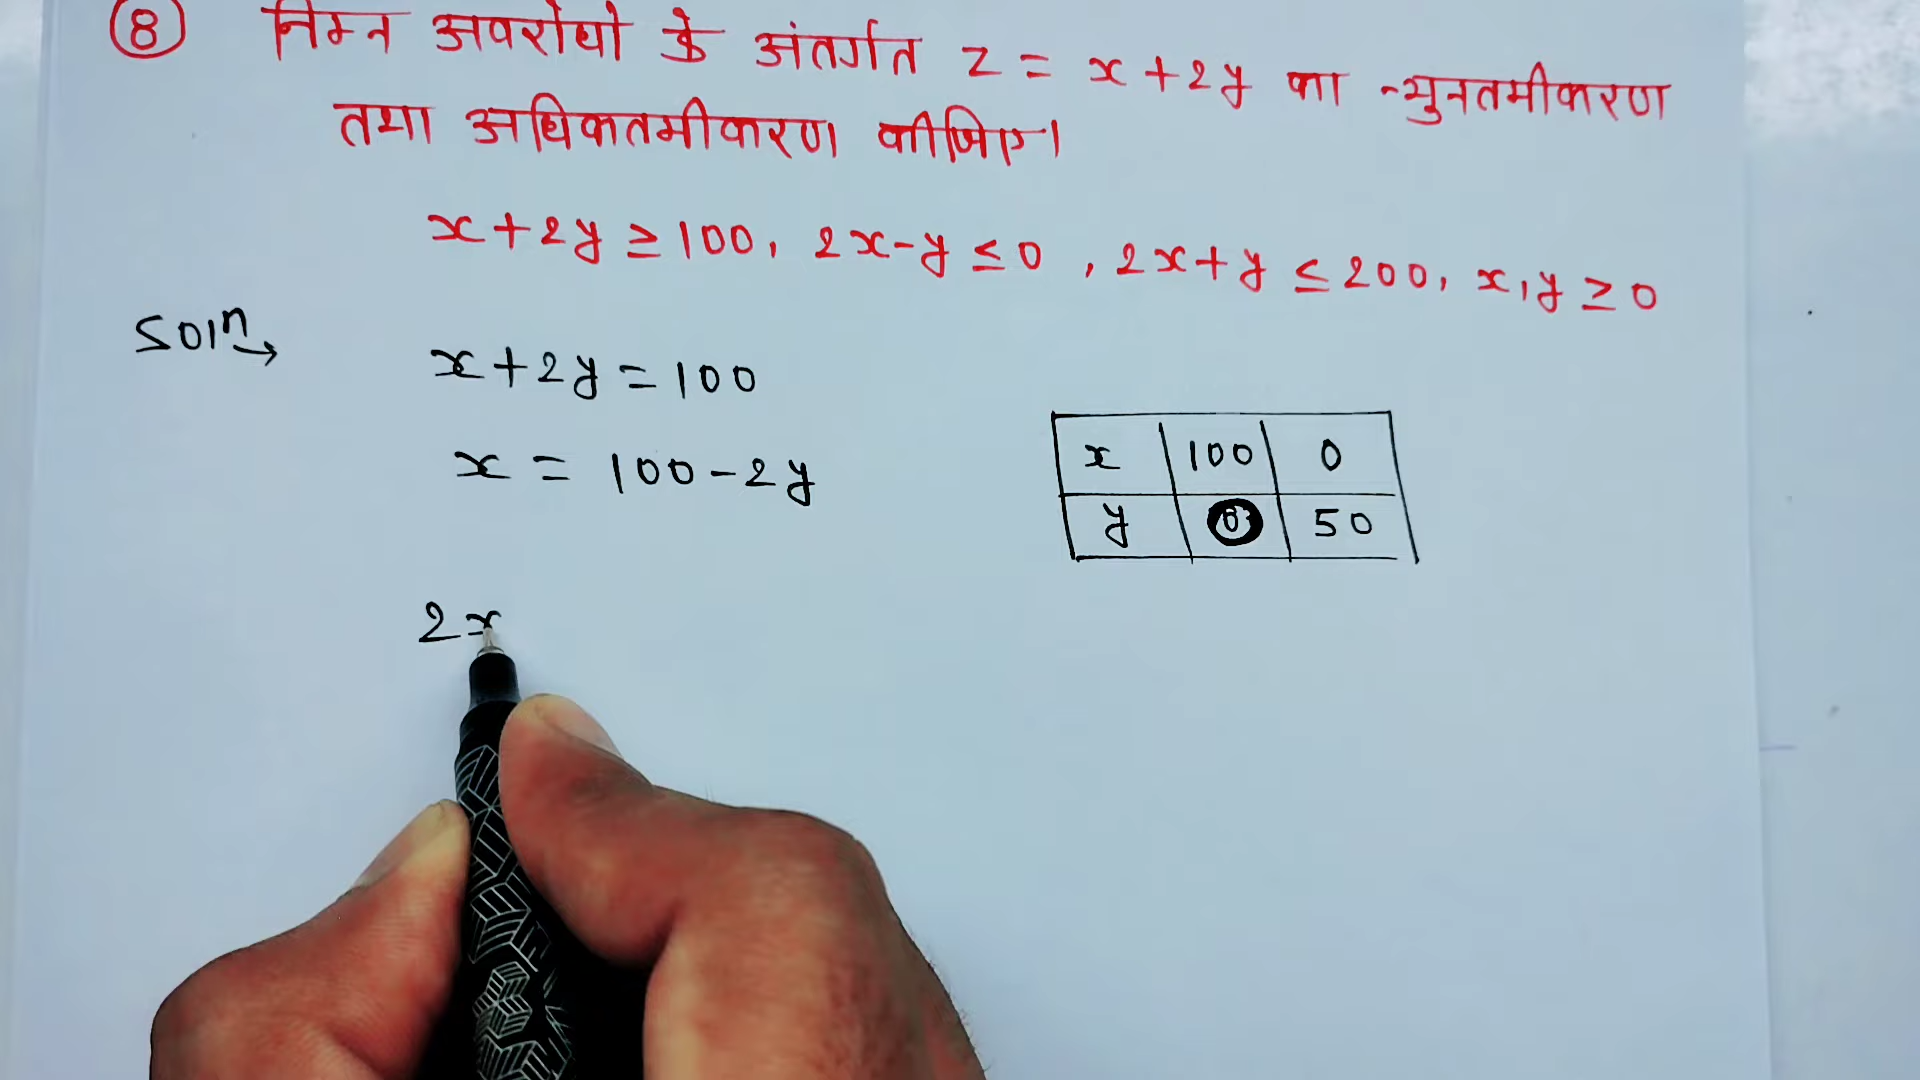 ⑧ निम्न अवरोधो के अंतर्गत z = x + 2y का न्युनतमीकरण
तथा अधिकतमीकरण कीजिए।
x + 2y ≥ 100, 2x - y ≤ 0, 2x + y ≤ 200, x, y ≥ 0
Solⁿ→
x + 2y = 100
x = 100 - 2y
x 100 0
y 0 50
2x